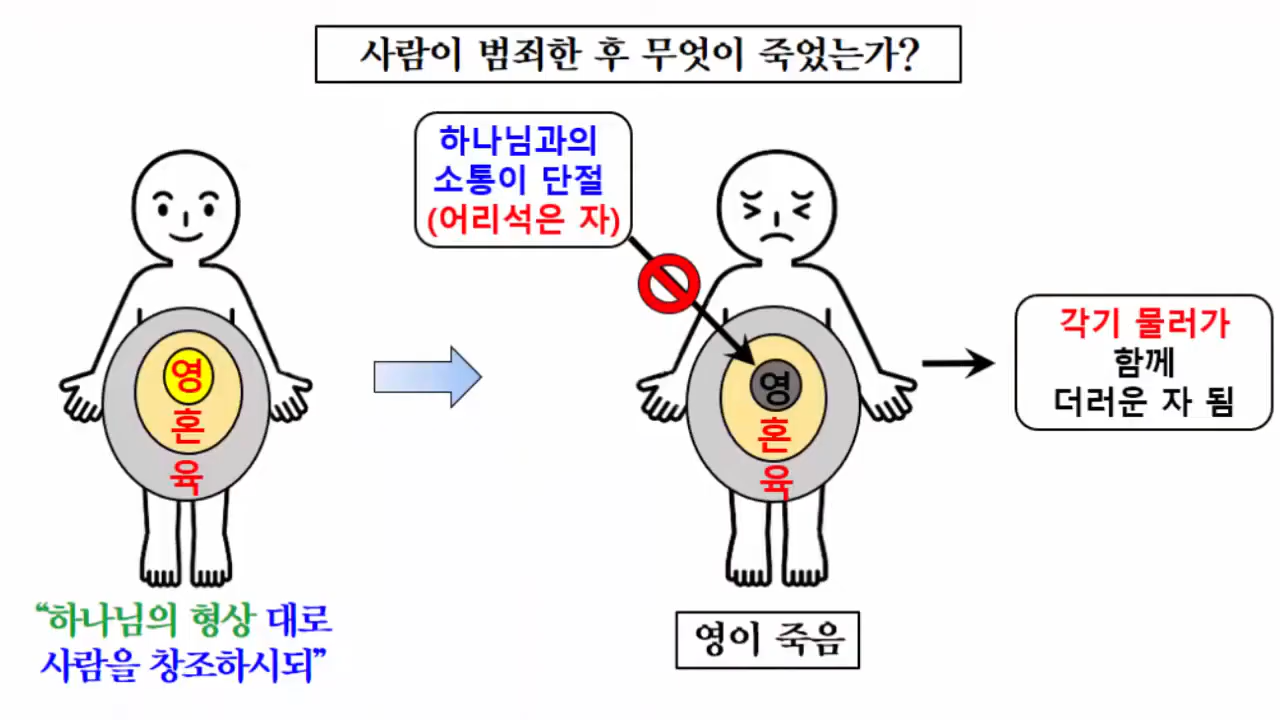 사람이 범죄한 후 무엇이 죽었는가?
하나님과의
소통이 단절
(어리석은 자)
영
혼
육
영
혼
육
각기 물러가
함께
더러운 자 됨
“하나님의 형상 대로
사람을 창조하시되”
영이 죽음